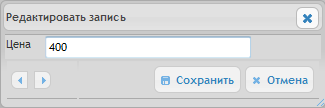 Редактировать запись
Цена 400
Сохранить Отмена